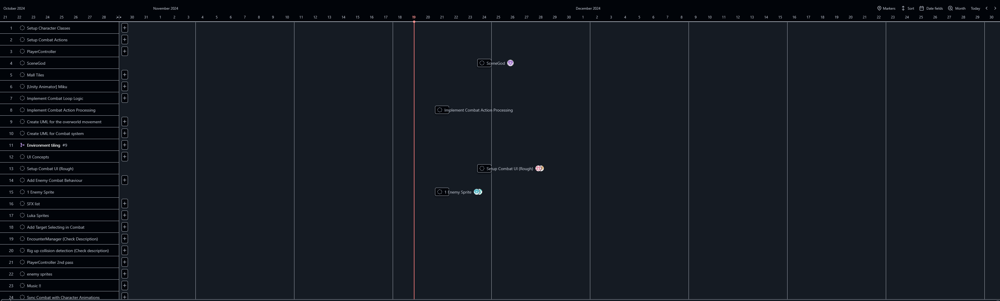 October 2024 November 2024 December 2024 Markers Sort Date fields Month Today
21 22 23 24 25 26 27 28 30 31 1 2 3 4 5 6 7 8 9 10 11 12 13 14 15 16 17 18 19 20 21 22 23 24 25 26 27 28 29 30 1 2 3 4 5 6 7 8 9 10 11 12 13 14 15 16 17 18 19 20 21 22 23 24 25 26 27 28 29 30
1 Setup Character Classes
2 Setup Combat Actions
3 PlayerController
4 SceneGod SceneGod
5 Mall Tiles
6 [Unity Animator] Miku
7 Implement Combat Loop Logic
8 Implement Combat Action Processing Implement Combat Action Processing
9 Create UML for the overworld movement
10 Create UML for Combat system
11 Environment tiling #9
12 UI Concepts
13 Setup Combat UI (Rough) Setup Combat UI (Rough)
14 Add Enemy Combat Behaviour
15 1 Enemy Sprite 1 Enemy Sprite
16 SFX list
17 Luka Sprites
18 Add Target Selecting in Combat
19 EncounterManager (Check Description)
20 Rig up collision detection (Check description)
21 PlayerController 2nd pass
22 enemy sprites
23 Music !!
24 Sync Combat with Character Animations